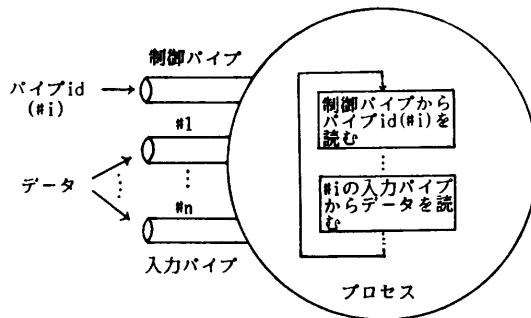 制御パイプ
パイプid
(#i)
#1
データ
#n
入力パイプ
制御パイプから
パイプid(#i)を
読む
#iの入力パイプ
からデータを読
む
プロセス